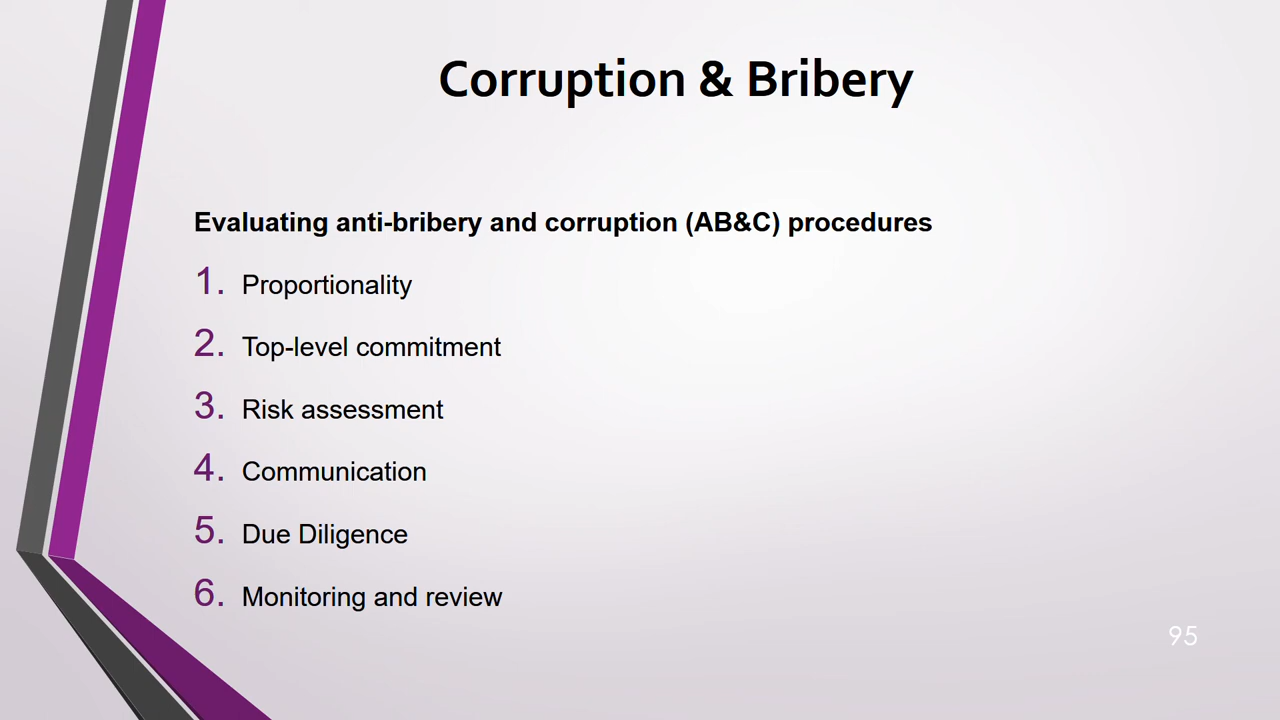 Corruption & Bribery
Evaluating anti-bribery and corruption (AB&C) procedures
1. Proportionality
2. Top-level commitment
3. Risk assessment
4. Communication
5. Due Diligence
6. Monitoring and review
95